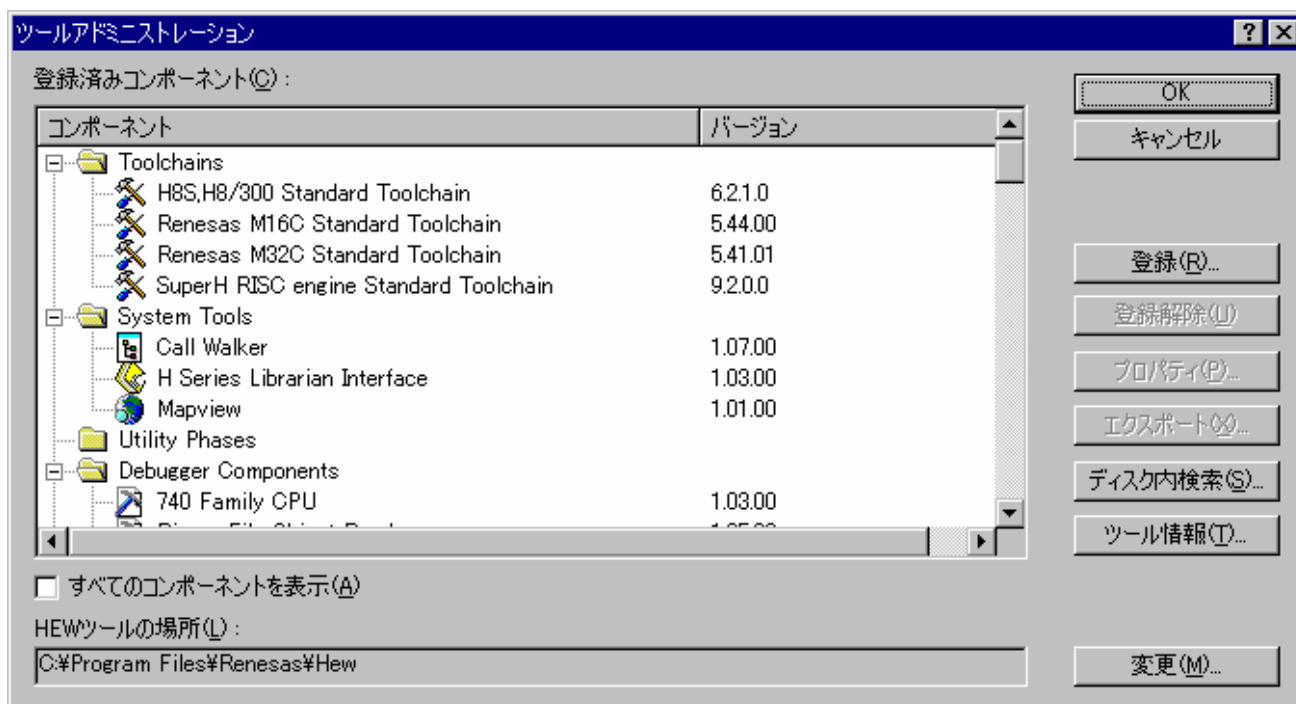 ツールアドミニストレーション
登録済みコンポーネント(C) :
コンポーネント バージョン
Toolchains
H8S,H8/300 Standard Toolchain 6.2.1.0
Renesas M16C Standard Toolchain 5.44.00
Renesas M32C Standard Toolchain 5.41.01
SuperH RISC engine Standard Toolchain 9.2.0.0
System Tools
Call Walker 1.07.00
H Series Librarian Interface 1.03.00
Mapview 1.01.00
Utility Phases
Debugger Components
740 Family CPU 1.03.00
すべてのコンポーネントを表示(A)
HEWツールの場所(L) :
C:¥Program Files¥Renesas¥Hew
OK
キャンセル
登録(R)...
登録解除(U)
プロパティ(P)...
エクスポート(X)...
ディスク内検索(S)...
ツール情報(T)...
変更(M)...